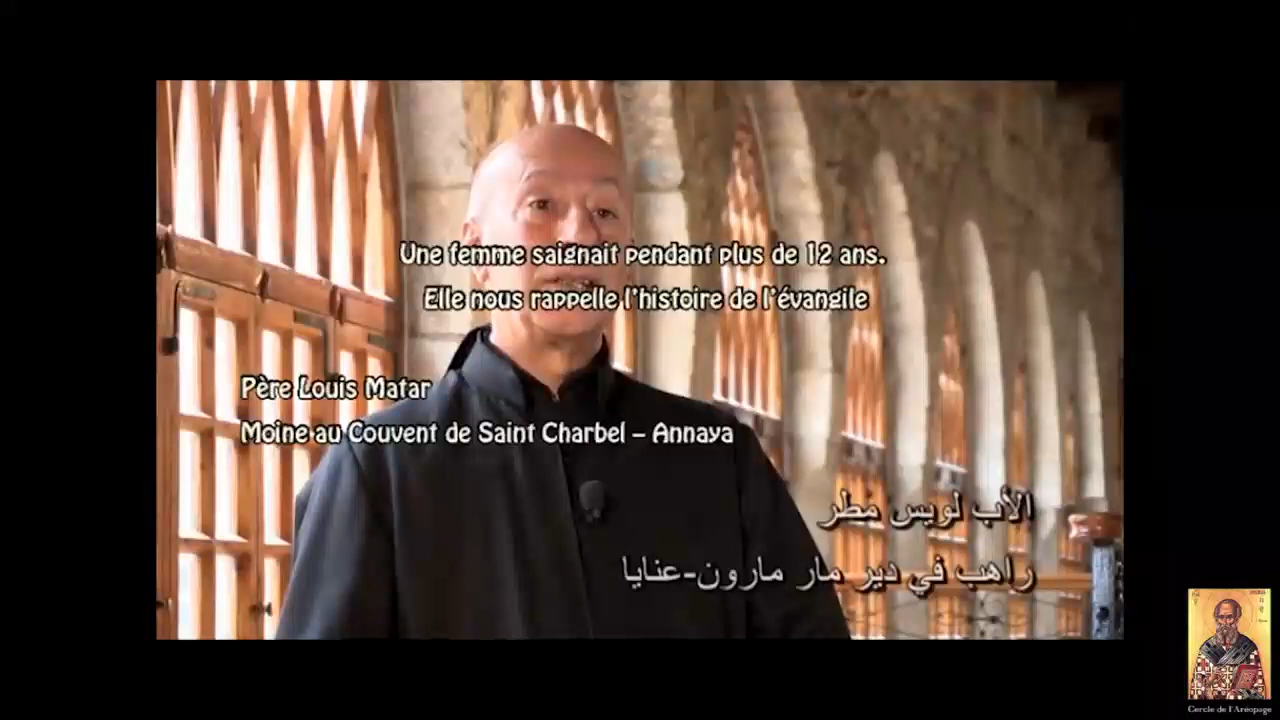 Une femme saignait pendant plus de 12 ans.
Elle nous rappelle l'histoire de l'évangile
Père Louis Matar
Moine au Couvent de Saint Charbel – Annaya
الأب لويس مطر
راهب في دير مار مارون-عنايا
Cercle de l'Aréopage